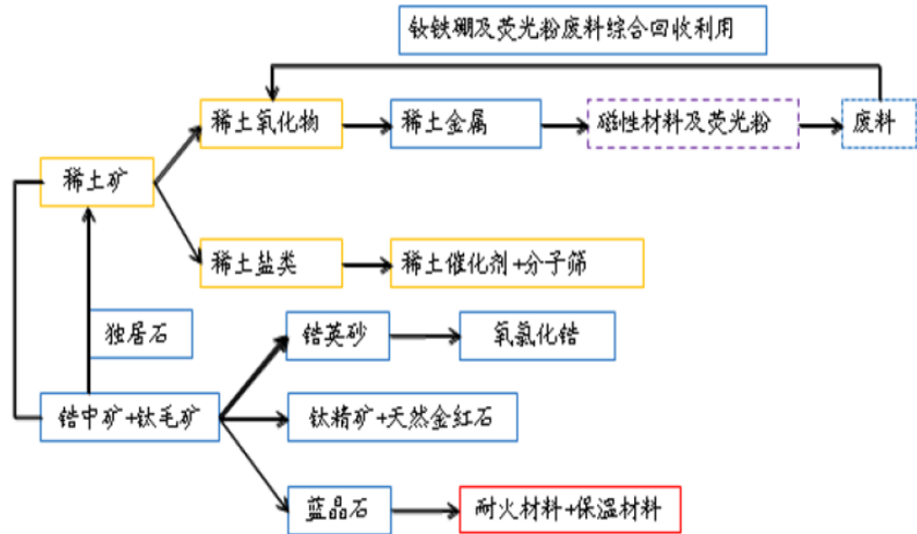 钕铁硼及荧光粉废料综合回收利用
稀土氧化物
稀土金属
磁性材料及荧光粉
废料
稀土矿
稀土盐类
稀土催化剂+分子筛
独居石
锆英砂
氧氯化锆
锆中矿+钛毛矿
钛精矿+天然金红石
蓝晶石
耐火材料+保温材料